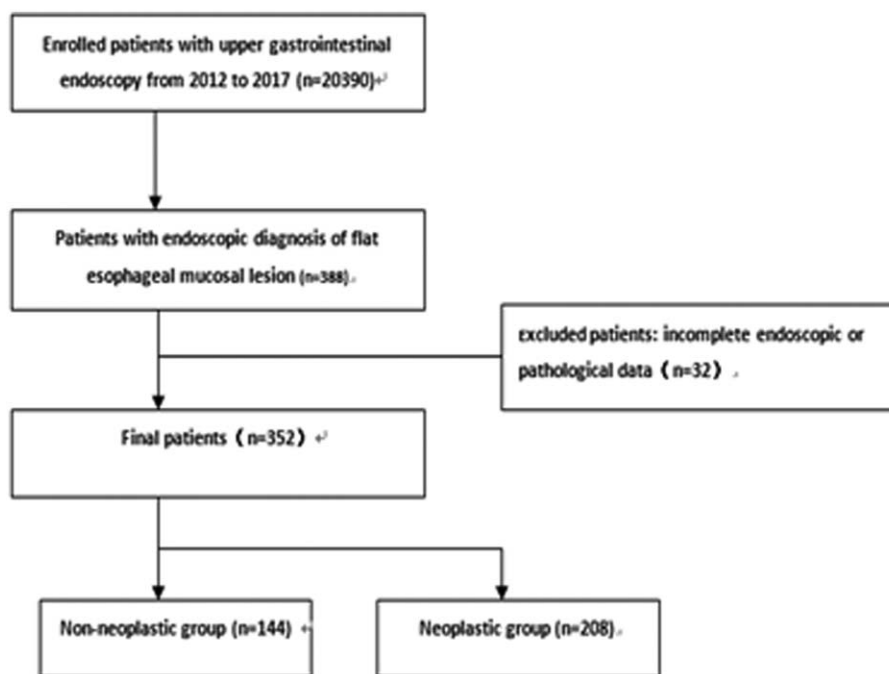 Enrolled patients with upper gastrointestinal
endoscopy from 2012 to 2017 (n=20390)↵
Patients with endoscopic diagnosis of flat
esophageal mucosal lesion (n=388).
Excluded patients: incomplete endoscopic or
pathological data（n=32）.
Final patients（n=352）↵
Non-neoplastic group (n=144) ↵
Neoplastic group (n=208).